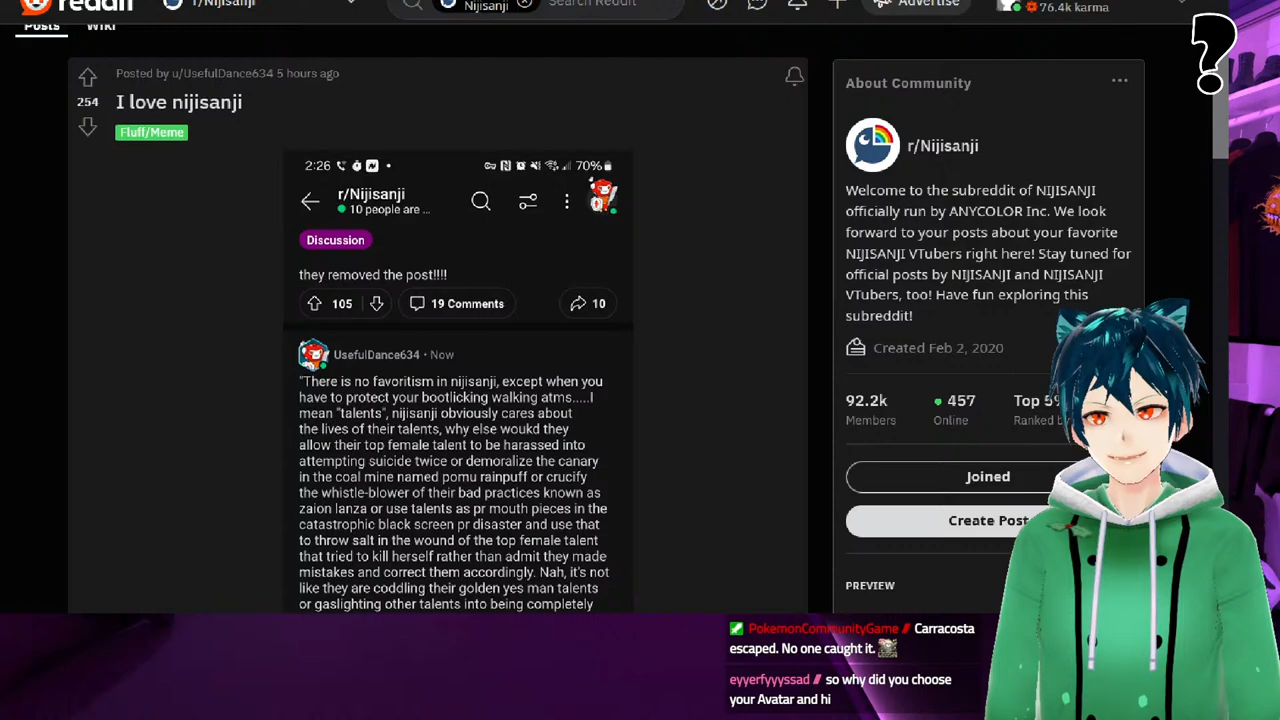 reddit
r/Nijisanji
Nijisanji
Search Reddit
Advertise
76.4k karma
Posts
Wiki
Posted by u/UsefulDance634 5 hours ago
254
I love nijisanji
Fluff/Meme
2:26
70%
r/Nijisanji
10 people are ...
Discussion
they removed the post!!!!
105
19 Comments
10
UsefulDance634 · Now
"There is no favoritism in nijisanji, except when you
have to protect your bootlicking walking atms.....I
mean "talents", nijisanji obviously cares about
the lives of their talents, why else woukd they
allow their top female talent to be harassed into
attempting suicide twice or demoralize the canary
in the coal mine named pomu rainpuff or crucify
the whistle-blower of their bad practices known as
zaion lanza or use talents as pr mouth pieces in the
catastrophic black screen pr disaster and use that
to throw salt in the wound of the top female talent
that tried to kill herself rather than admit they made
mistakes and correct them accordingly. Nah, it's not
like they are coddling their golden yes man talents
or gaslighting other talents into being completely
About Community
r/Nijisanji
Welcome to the subreddit of NIJISANJI
officially run by ANYCOLOR Inc. We look
forward to your posts about your favorite
NIJISANJI VTubers right here! Stay tuned for
official posts by NIJISANJI and NIJISANJI
VTubers, too! Have fun exploring this
subreddit!
Created Feb 2, 2020
92.2k
457
Top 5%
Members
Online
Ranked by
Joined
Create Post
PREVIEW
PokemonCommunityGame // Carracosta
escaped. No one caught it.
eyyerfyyyssad // so why did you choose
your Avatar and hi
?